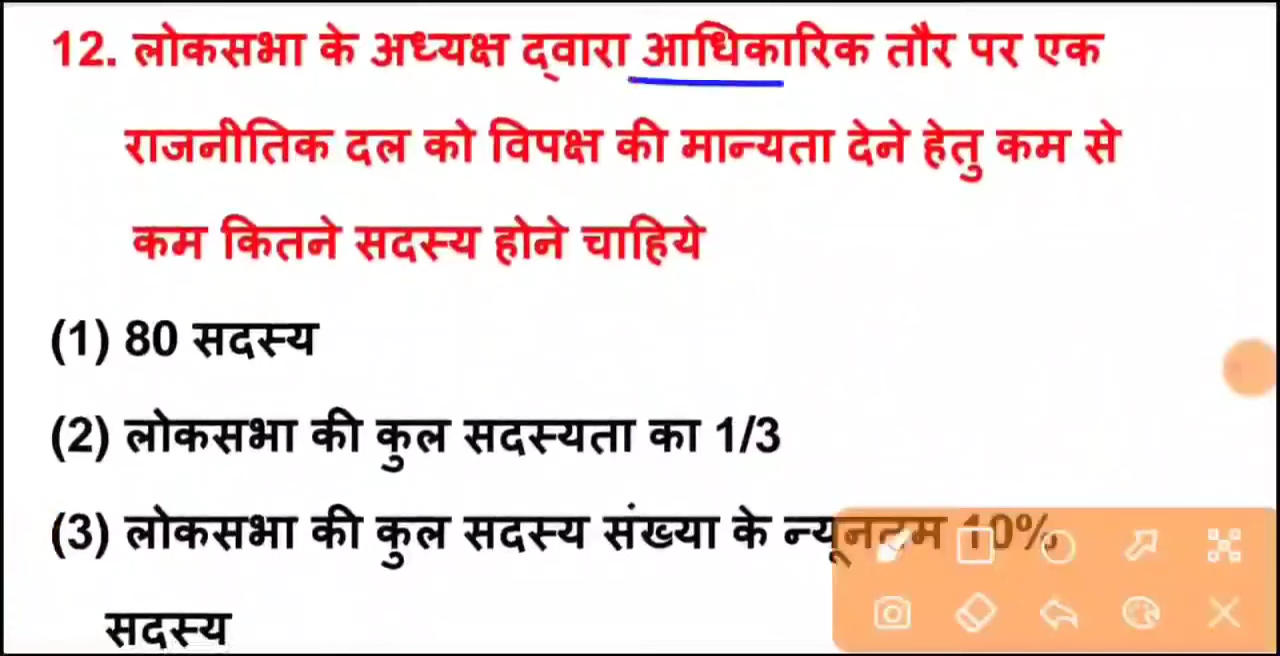 12. लोकसभा के अध्यक्ष द्वारा आधिकारिक तौर पर एक
राजनीतिक दल को विपक्ष की मान्यता देने हेतु कम से
कम कितने सदस्य होने चाहिये
(1) 80 सदस्य
(2) लोकसभा की कुल सदस्यता का 1/3
(3) लोकसभा की कुल सदस्य संख्या के न्यूनतम 10%
सदस्य